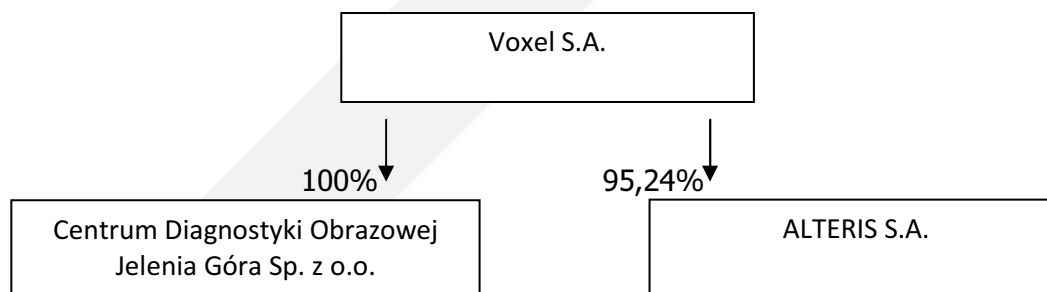 Voxel S.A.
100%
95,24%
Centrum Diagnostyki Obrazowej
Jelenia Góra Sp. z o.o.
ALTERIS S.A.